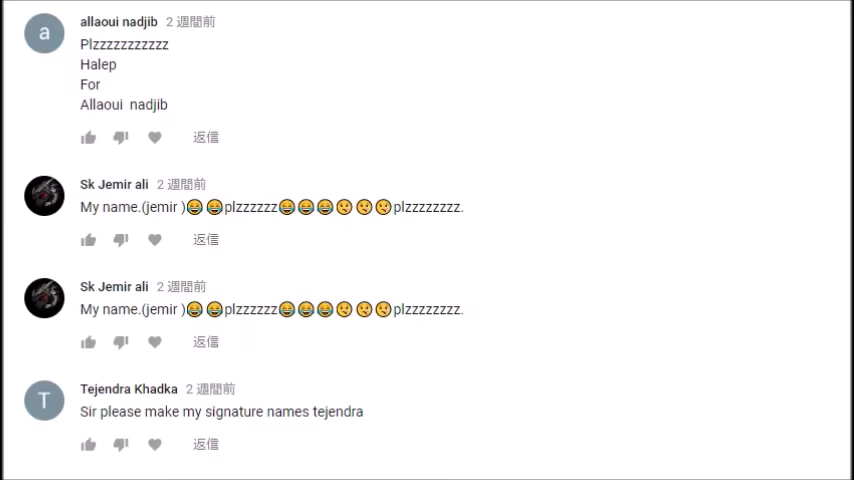 a
allaoui nadjib 2 週間前
Plzzzzzzzzzzz
Halep
For
Allaoui nadjib
返信
Sk Jemir ali 2 週間前
My name.(jemir )😂😂plzzzzzz😂😂😂🤨🤨🤨plzzzzzzzz.
返信
Sk Jemir ali 2 週間前
My name.(jemir )😂😂plzzzzzz😂😂😂🤨🤨🤨plzzzzzzzz.
返信
T
Tejendra Khadka 2 週間前
Sir please make my signature names tejendra
返信